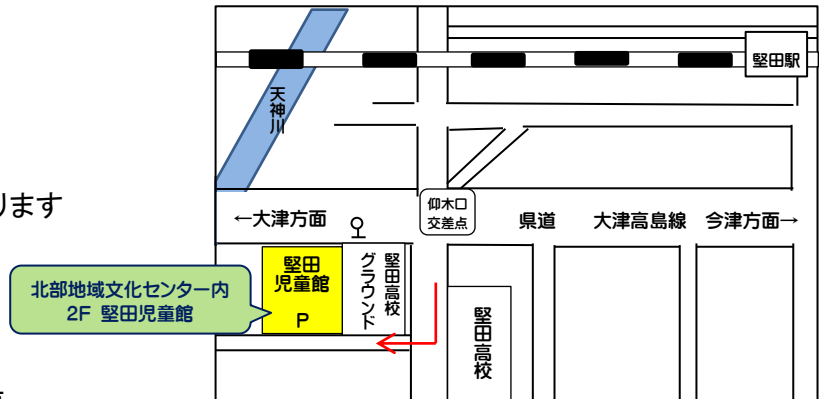 堅田駅
天神川
ります
仰木口
交差点
←大津方面
県道 大津高島線 今津方面→
堅田
児童館
P
堅田高校
グラウンド
北部地域文化センター内
2F 堅田児童館
堅田高校